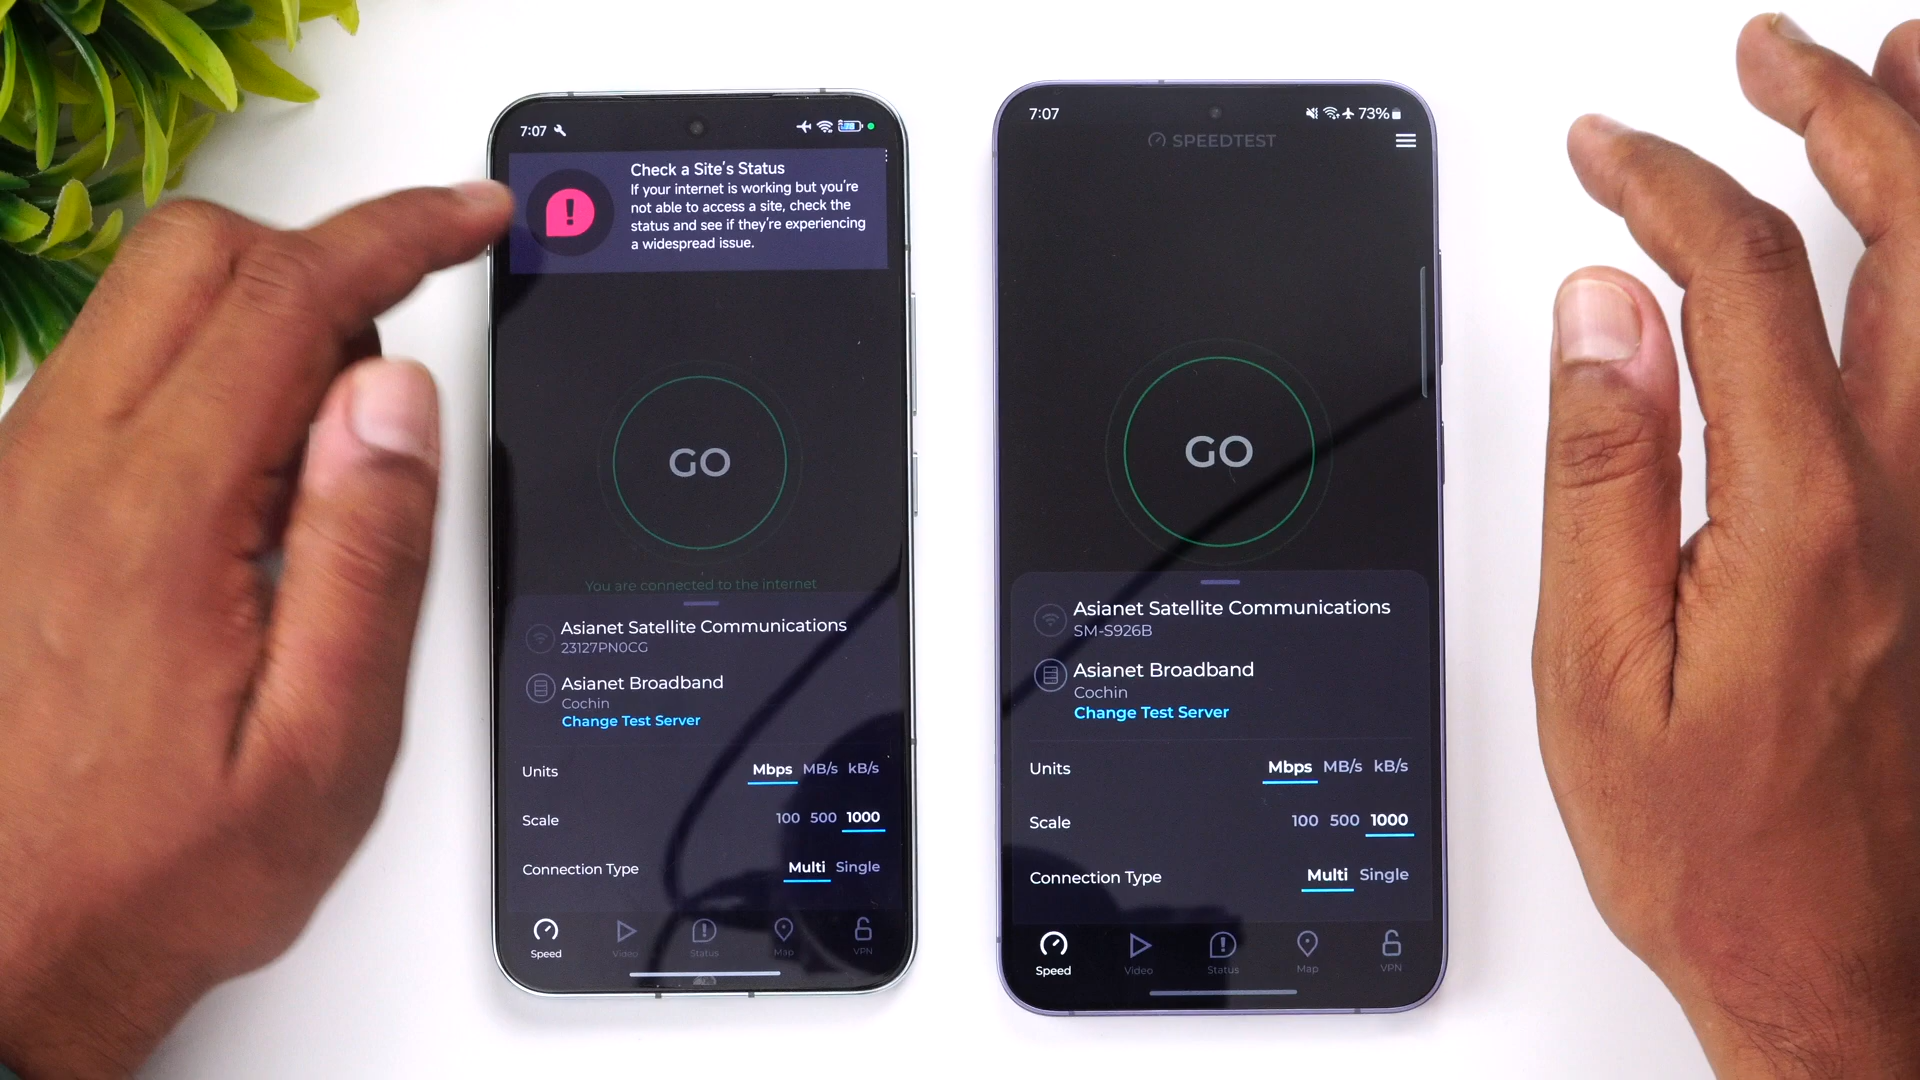 7:07
Check a Site's Status
If your internet is working but you're
not able to access a site, check the
status and see if they're experiencing
a widespread issue.
GO
You are connected to the internet
Asianet Satellite Communications
23127PN0CG
Asianet Broadband
Cochin
Change Test Server
Units Mbps MB/s kB/s
Scale 100 500 1000
Connection Type Multi Single
Speed Video Status Map VPN
7:07 73%
SPEEDTEST
GO
Asianet Satellite Communications
SM-S926B
Asianet Broadband
Cochin
Change Test Server
Units Mbps MB/s kB/s
Scale 100 500 1000
Connection Type Multi Single
Speed Video Status Map VPN